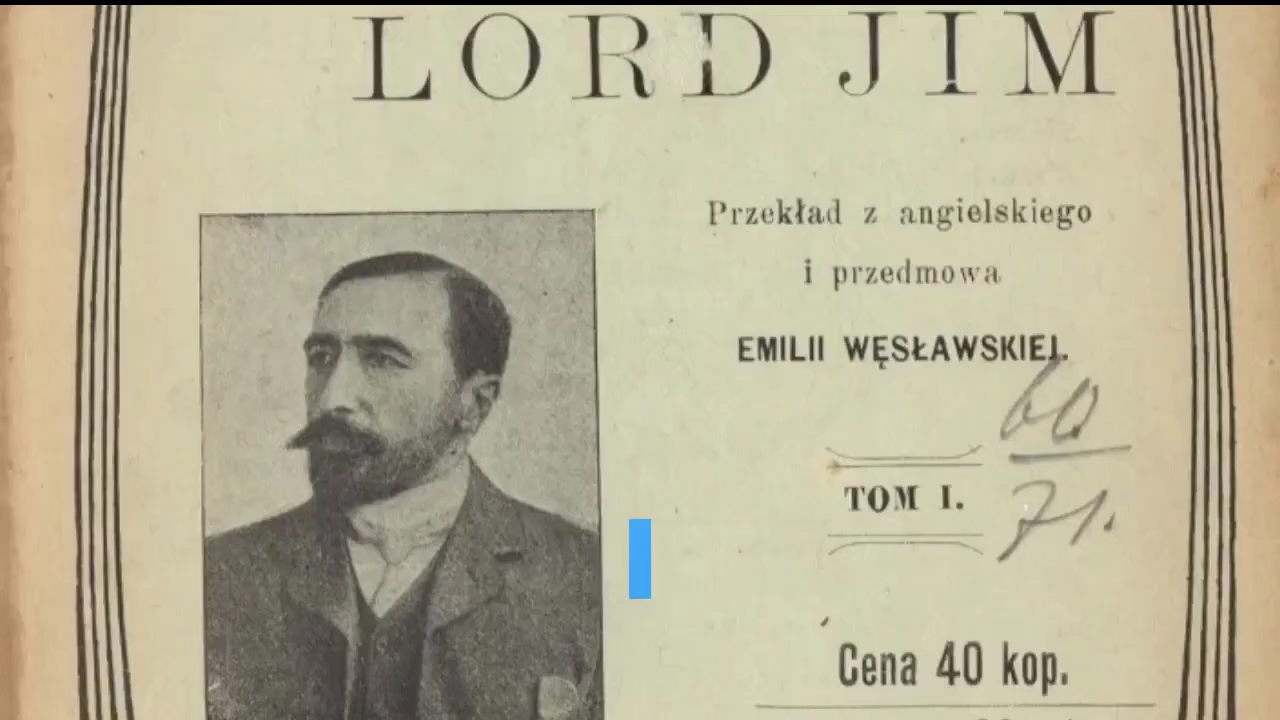 LORD JIM
Przekład z angielskiego
i przedmowa
EMILII WĘSŁAWSKIEJ.
60
TOM I.
71.
Cena 40 kop.